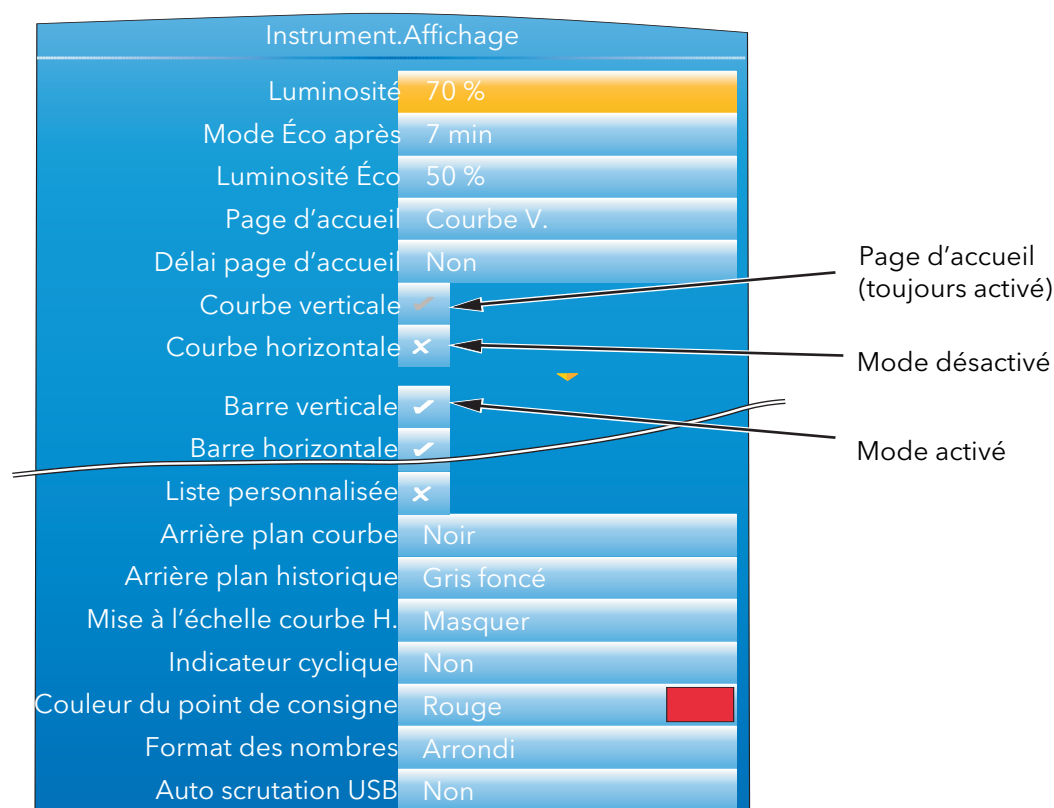 Instrument.Affichage
Luminosité 70 %
Mode Éco après 7 min
Luminosité Éco 50 %
Page d’accueil Courbe V.
Délai page d’accueil Non
Courbe verticale
Courbe horizontale
Barre verticale
Barre horizontale
Liste personnalisée
Arrière plan courbe Noir
Arrière plan historique Gris foncé
Mise à l’échelle courbe H. Masquer
Indicateur cyclique Non
Couleur du point de consigne Rouge
Format des nombres Arrondi
Auto scrutation USB Non
Page d’accueil
(toujours activé)
Mode désactivé
Mode activé